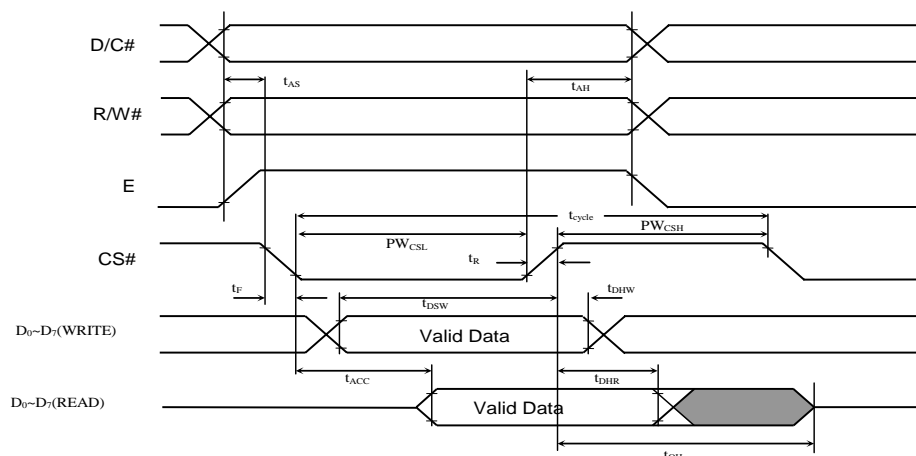 D/C#
tAS
tAH
R/W#
E
tcycle
PWCSL
PWCSH
CS#
tR
tF
tDSW
tDHW
D0~D7(WRITE)
Valid Data
tACC
tDHR
D0~D7(READ)
Valid Data